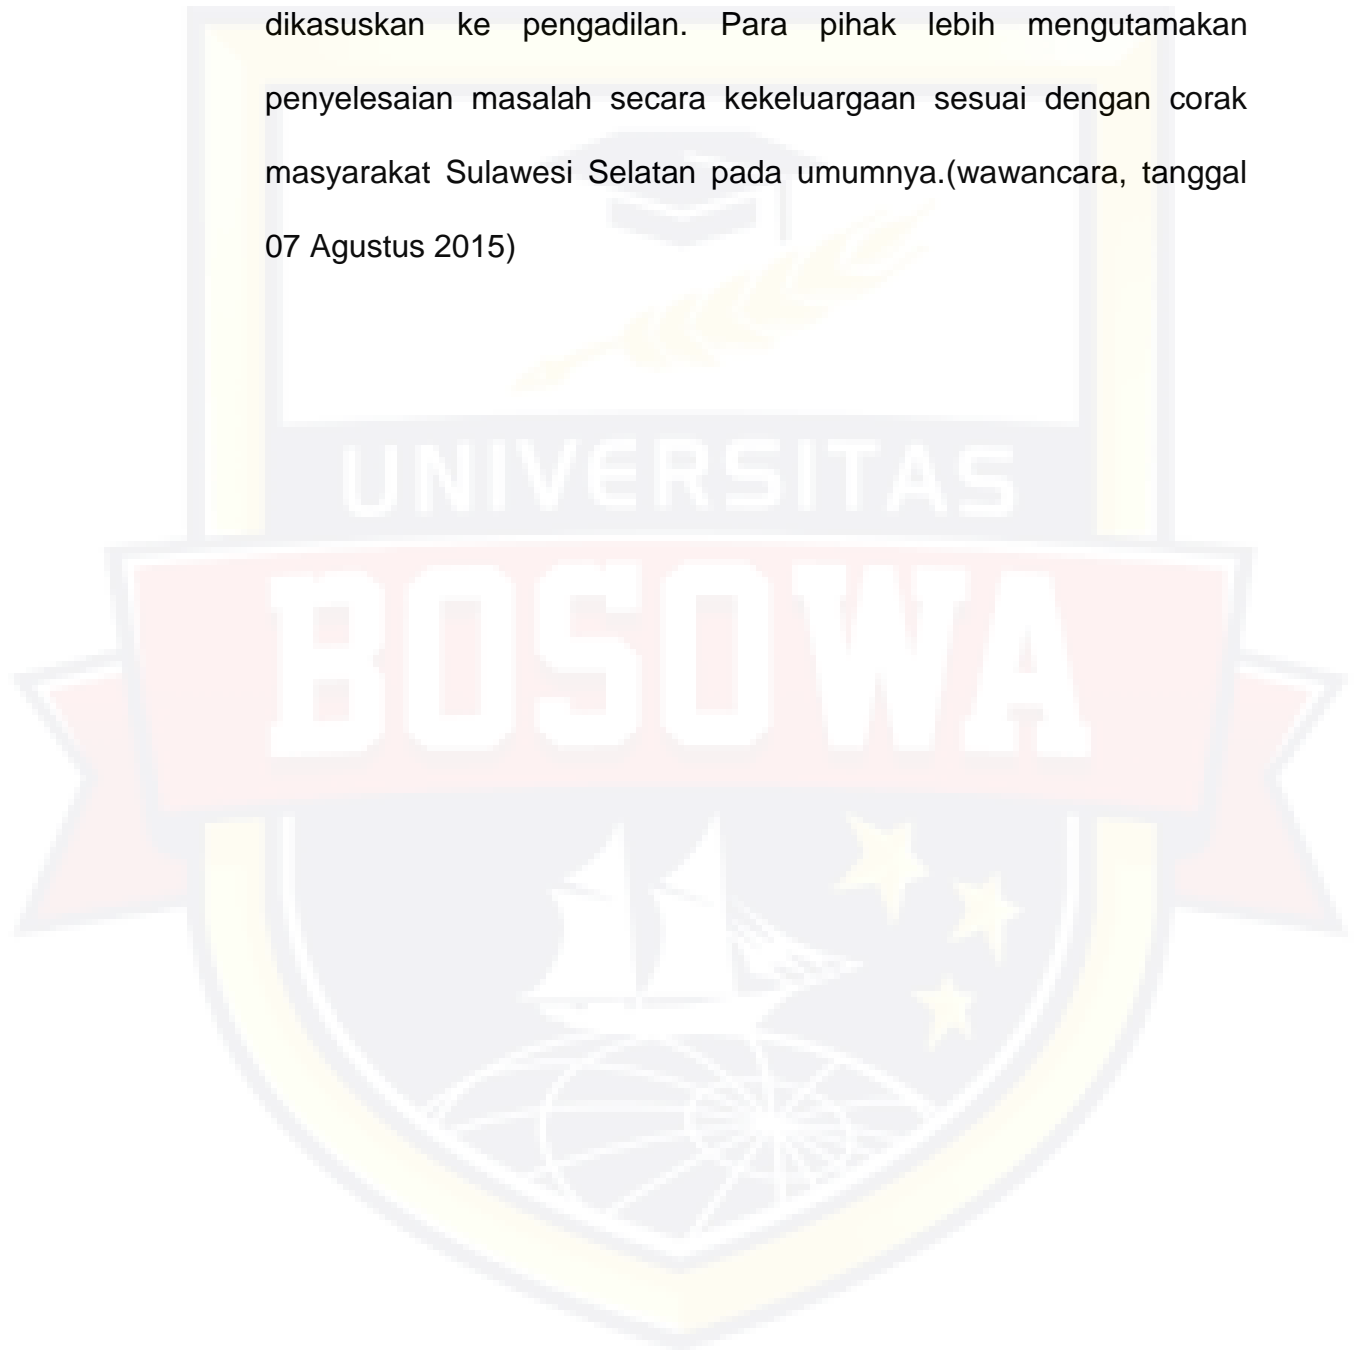 dikasuskan ke pengadilan. Para pihak lebih mengutamakan
penyelesaian masalah secara kekeluargaan sesuai dengan corak
masyarakat Sulawesi Selatan pada umumnya.(wawancara, tanggal
07 Agustus 2015)
UNIVERSITAS
BOSOWA